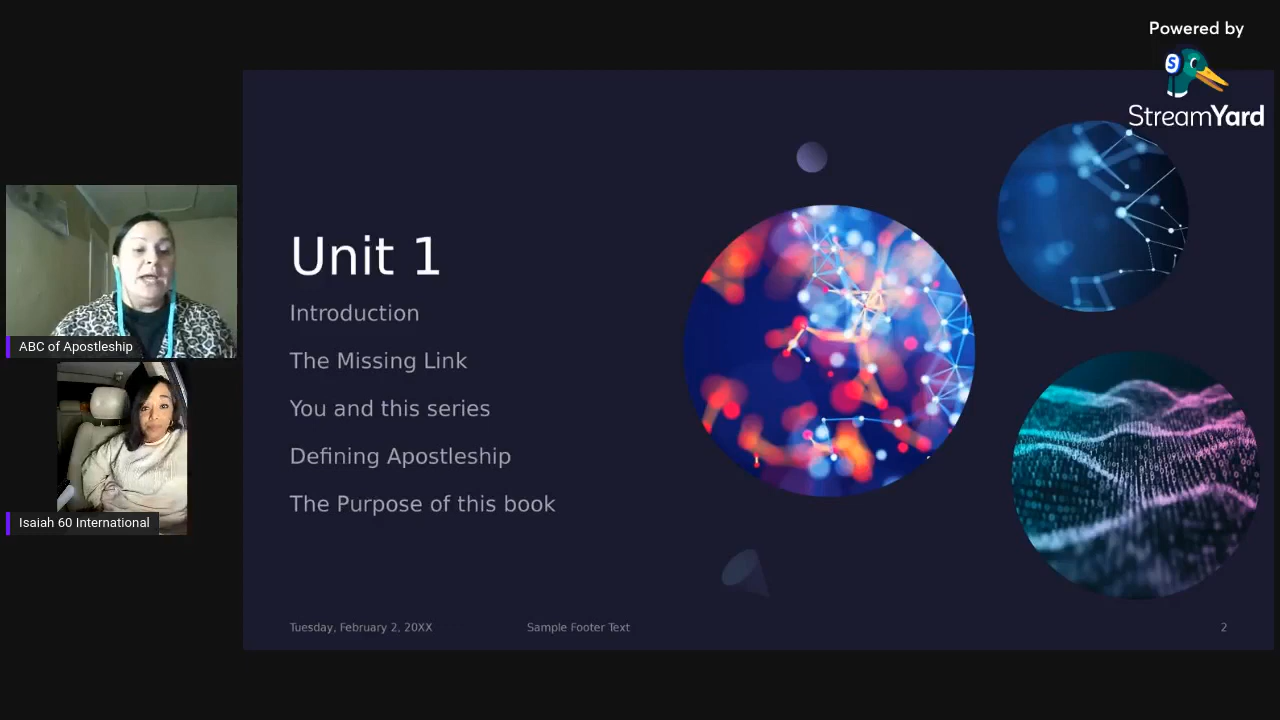 Powered by
S
StreamYard
Unit 1
Introduction
The Missing Link
You and this series
Defining Apostleship
The Purpose of this book
ABC of Apostleship
Isaiah 60 International
Tuesday, February 2, 20XX
Sample Footer Text
2